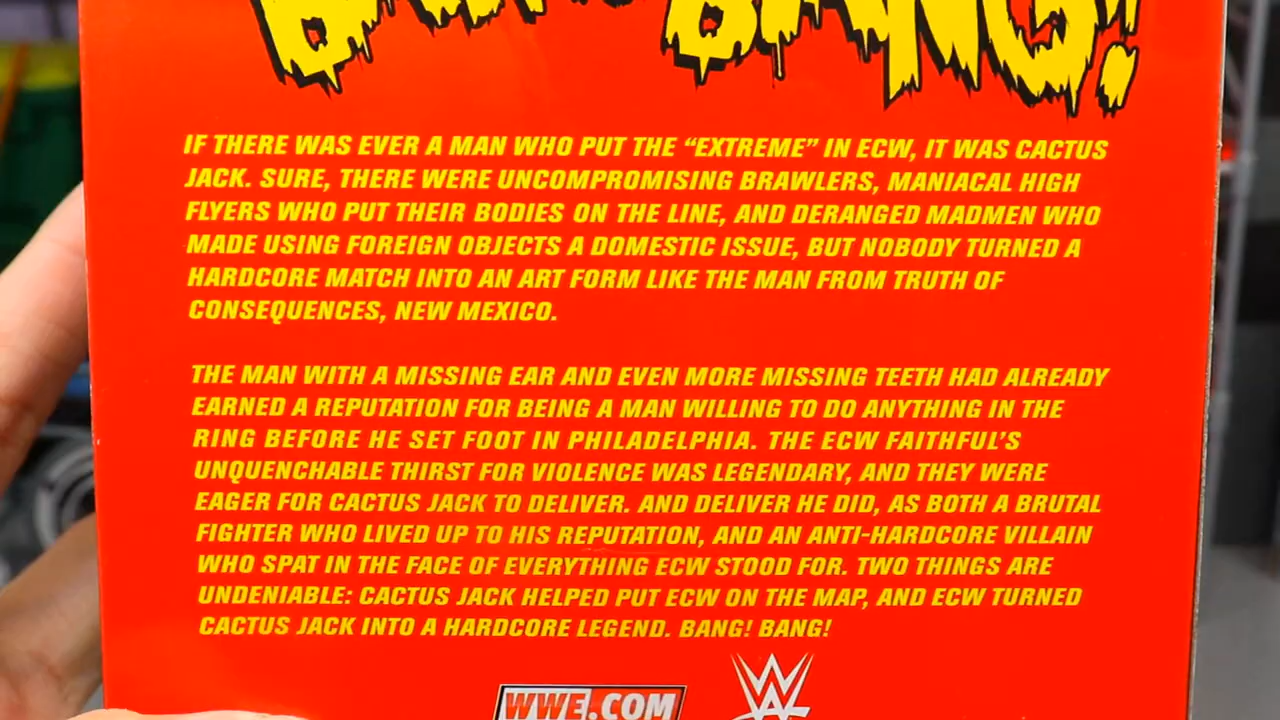 BANG BANG!
IF THERE WAS EVER A MAN WHO PUT THE “EXTREME” IN ECW, IT WAS CACTUS
JACK. SURE, THERE WERE UNCOMPROMISING BRAWLERS, MANIACAL HIGH
FLYERS WHO PUT THEIR BODIES ON THE LINE, AND DERANGED MADMEN WHO
MADE USING FOREIGN OBJECTS A DOMESTIC ISSUE, BUT NOBODY TURNED A
HARDCORE MATCH INTO AN ART FORM LIKE THE MAN FROM TRUTH OF
CONSEQUENCES, NEW MEXICO.
THE MAN WITH A MISSING EAR AND EVEN MORE MISSING TEETH HAD ALREADY
EARNED A REPUTATION FOR BEING A MAN WILLING TO DO ANYTHING IN THE
RING BEFORE HE SET FOOT IN PHILADELPHIA. THE ECW FAITHFUL’S
UNQUENCHABLE THIRST FOR VIOLENCE WAS LEGENDARY, AND THEY WERE
EAGER FOR CACTUS JACK TO DELIVER. AND DELIVER HE DID, AS BOTH A BRUTAL
FIGHTER WHO LIVED UP TO HIS REPUTATION, AND AN ANTI-HARDCORE VILLAIN
WHO SPAT IN THE FACE OF EVERYTHING ECW STOOD FOR. TWO THINGS ARE
UNDENIABLE: CACTUS JACK HELPED PUT ECW ON THE MAP, AND ECW TURNED
CACTUS JACK INTO A HARDCORE LEGEND. BANG! BANG!
WWE.COM W